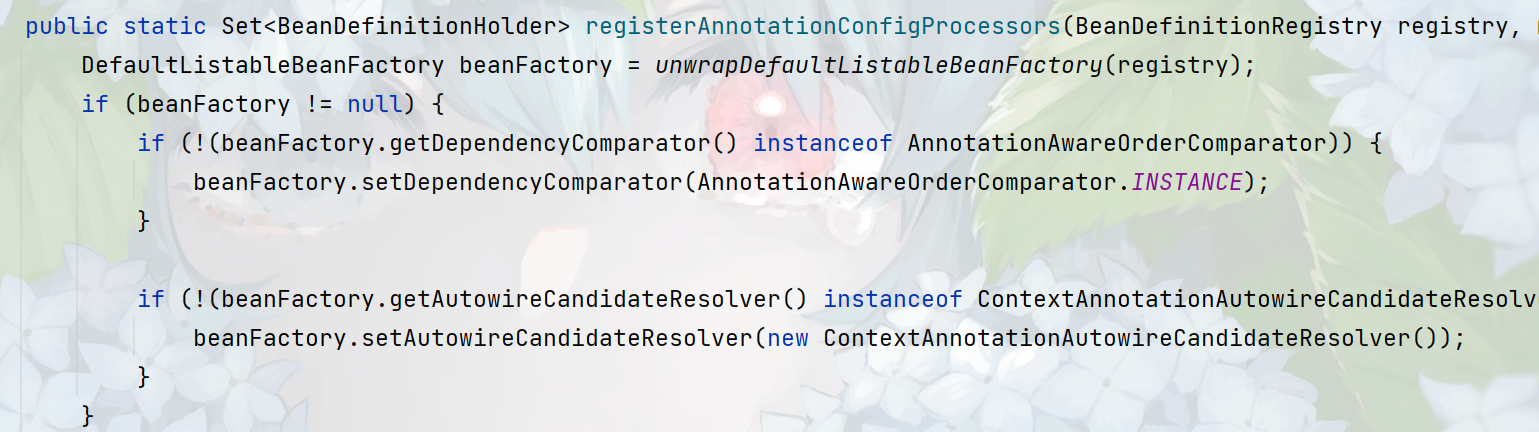 public static Set<BeanDefinitionHolder> registerAnnotationConfigProcessors(BeanDefinitionRegistry registry,
    DefaultListableBeanFactory beanFactory = unwrapDefaultListableBeanFactory(registry);
    if (beanFactory != null) {
        if (!(beanFactory.getDependencyComparator() instanceof AnnotationAwareOrderComparator)) {
            beanFactory.setDependencyComparator(AnnotationAwareOrderComparator.INSTANCE);
        }
        if (!(beanFactory.getAutowireCandidateResolver() instanceof ContextAnnotationAutowireCandidateResolv
            beanFactory.setAutowireCandidateResolver(new ContextAnnotationAutowireCandidateResolver());
        }
    }